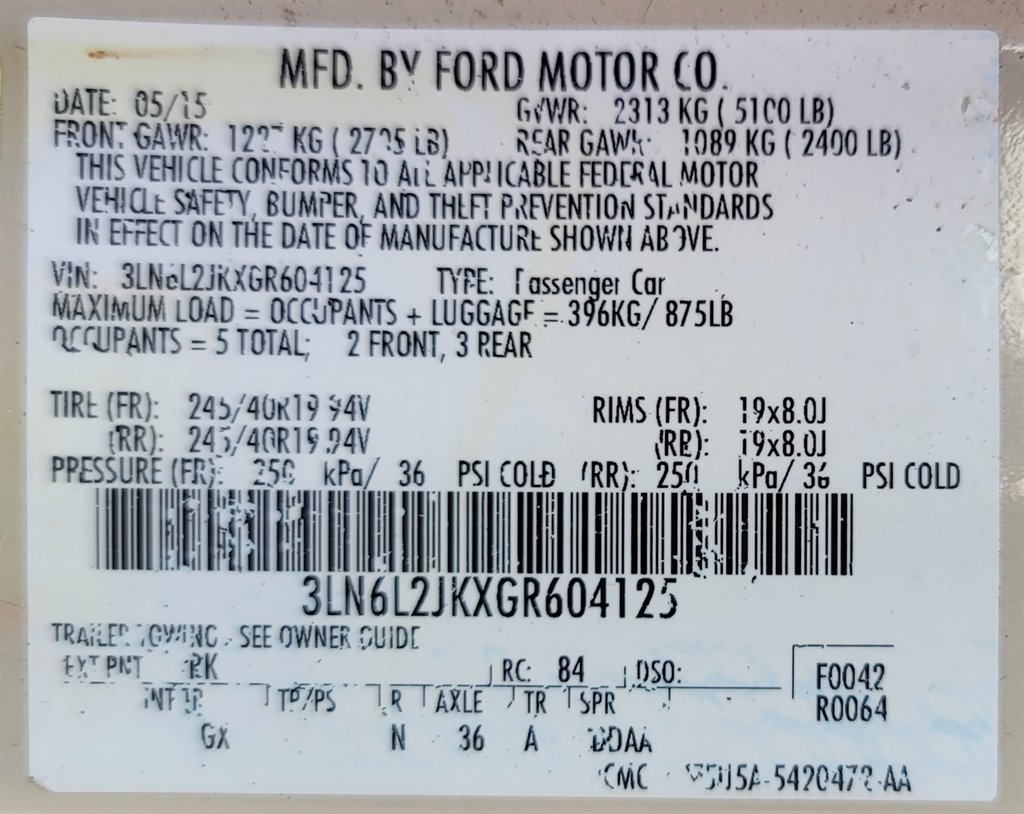 MFD. BY FORD MOTOR CO.
DATE: 05/15 GVWR: 2313 KG ( 5100 LB)
FRONT GAWR: KG ( LB) REAR GAWR: 1089 KG ( 2400 LB)
THIS VEHICLE CONFORMS TO ALL APPLICABLE FEDERAL MOTOR
VEHICLE SAFETY, BUMPER, AND THEFT PREVENTION STANDARDS
IN EFFECT ON THE DATE OF MANUFACTURE SHOWN ABOVE.
VIN: 3LN6L2JKXGR604125 TYPE: Passenger Car
MAXIMUM LOAD = OCCUPANTS + LUGGAGE = 396KG/ 875LB
OCCUPANTS = 5 TOTAL; 2 FRONT, 3 REAR
TIRE (FR): 245/40R19 94V RIMS (FR): 19x8.0J
(RR): 245/40R19 94V (RR): 19x8.0J
PRESSURE (FR): 250 kPa/ 36 PSI COLD (RR): 250 kPa/ 36 PSI COLD
3LN6L2JKXGR604125
TRAILER TOWING - SEE OWNER GUIDE
EXT PNT RK RC: 84 DSO: F0042
INT TR TP/PS R AXLE TR SPR R0064
GX N 36 A DDAA